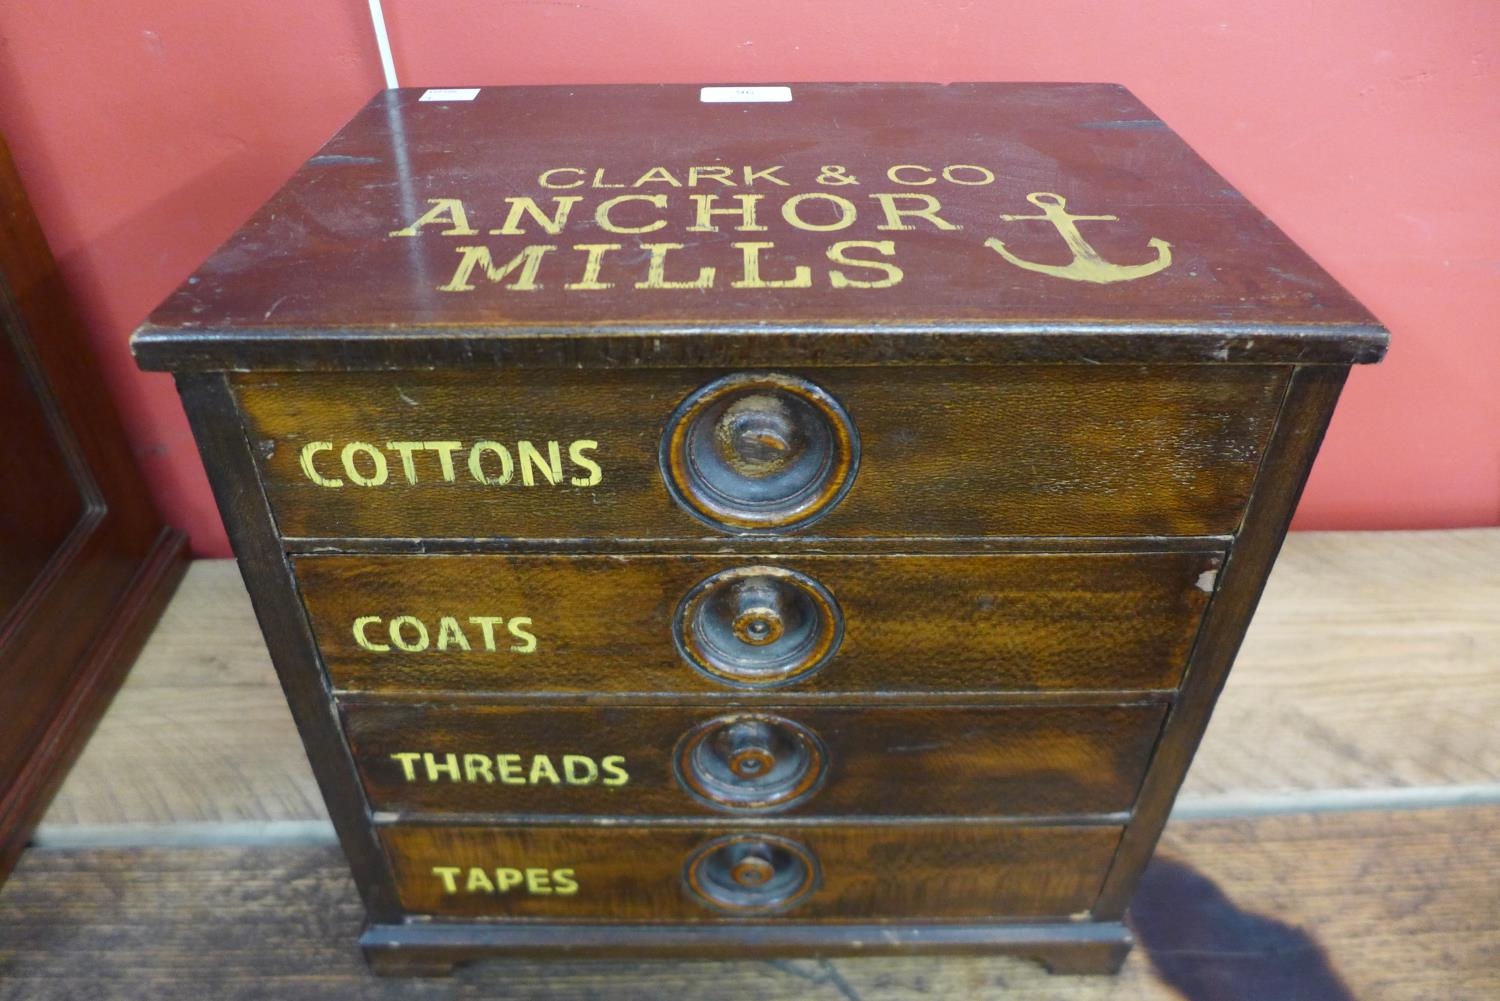 CLARK & CO
ANCHOR
MILLS
COTTONS
COATS
THREADS
TAPES